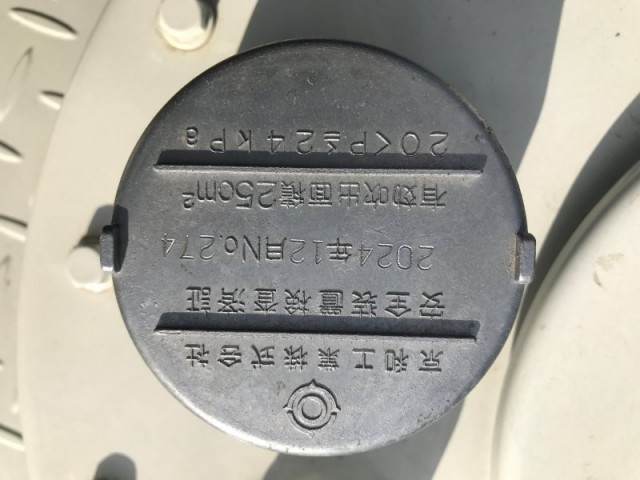 京和工業株式会社
安全装置検査済証
2024年12月No.274
有効吹出面積25cm²
20<P≦24kPa